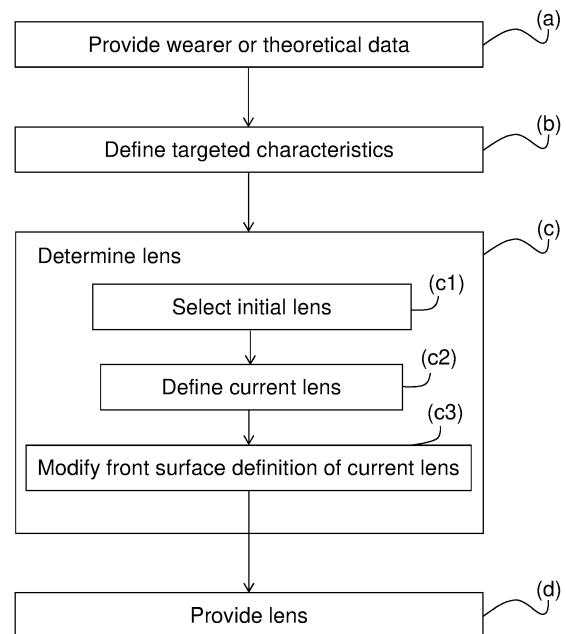 (a)
Provide wearer or theoretical data
(b)
Define targeted characteristics
(c)
Determine lens
(c1)
Select initial lens
(c2)
Define current lens
(c3)
Modify front surface definition of current lens
(d)
Provide lens